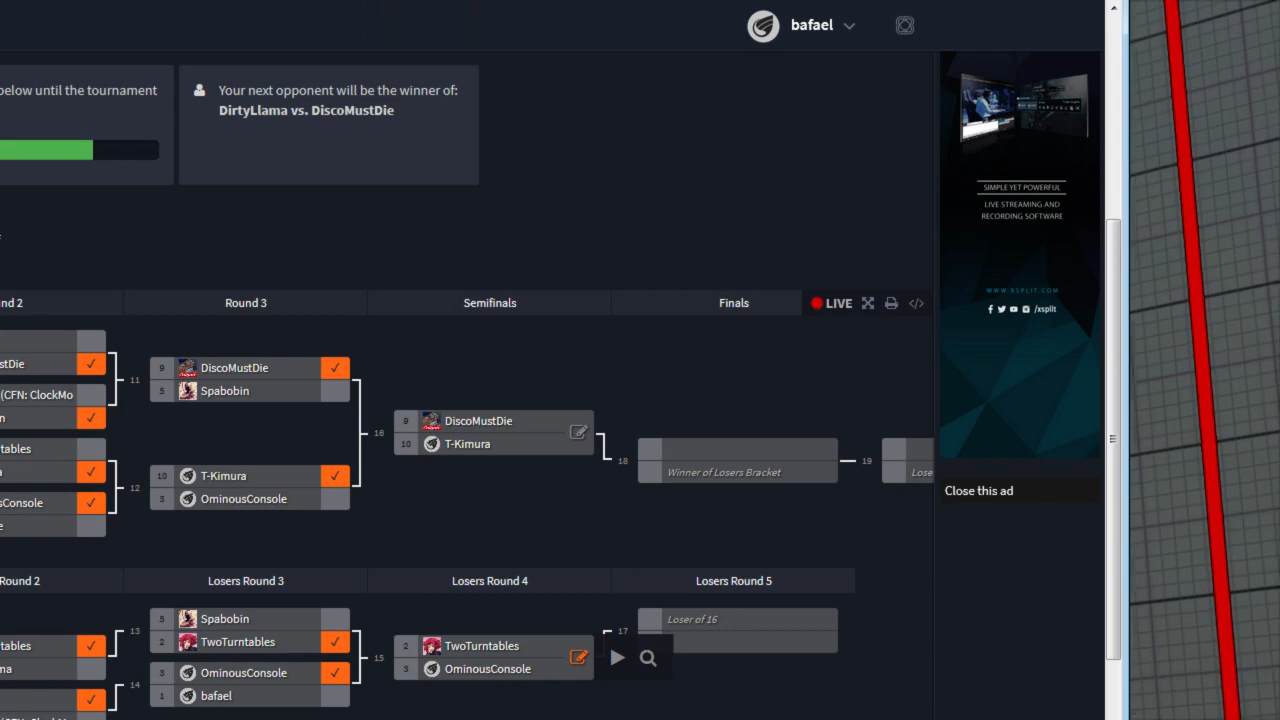 bafael
below until the tournament
Your next opponent will be the winner of:
DirtyLlama vs. DiscoMustDie
SIMPLE YET POWERFUL
LIVE STREAMING AND
RECORDING SOFTWARE
WWW.XSPLIT.COM
/xsplit
Close this ad
nd 2
Round 3
Semifinals
Finals
LIVE
stDie
(CFN: ClockMo
n
tables
a
sConsole
e
11
12
9 DiscoMustDie
5 Spabobin
10 T-Kimura
3 OminousConsole
16
9 DiscoMustDie
10 T-Kimura
18
Winner of Losers Bracket
19
Lose
Round 2
Losers Round 3
Losers Round 4
Losers Round 5
tables
ma
13
14
5 Spabobin
2 TwoTurntables
3 OminousConsole
1 bafael
15
2 TwoTurntables
3 OminousConsole
17
Loser of 16